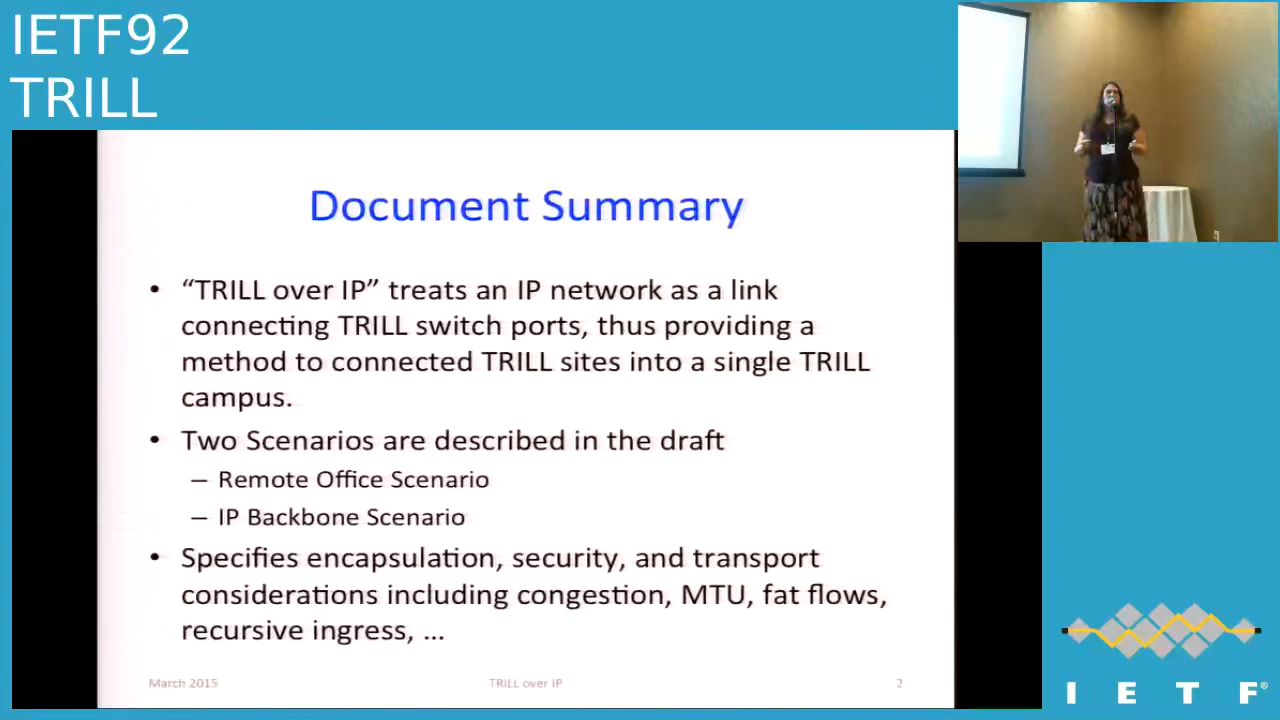 IETF92
TRILL
Document Summary
• “TRILL over IP” treats an IP network as a link
connecting TRILL switch ports, thus providing a
method to connected TRILL sites into a single TRILL
campus.
• Two Scenarios are described in the draft
– Remote Office Scenario
– IP Backbone Scenario
• Specifies encapsulation, security, and transport
considerations including congestion, MTU, fat flows,
recursive ingress, ...
March 2015
TRILL over IP
2
I E T F®